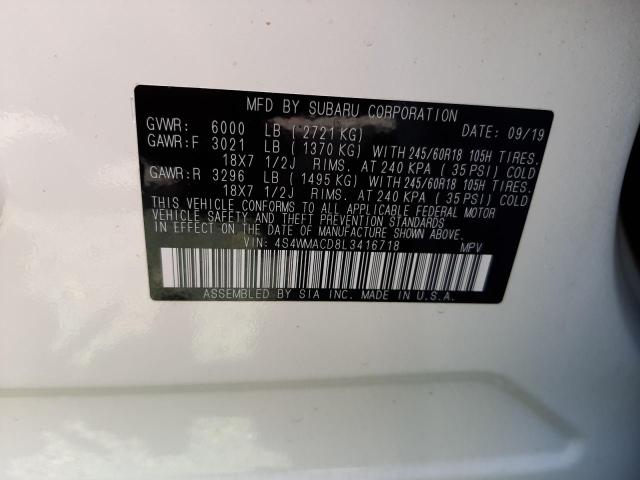 MFD BY SUBARU CORPORATION
GVWR: 6000 LB ( 2721 KG) DATE: 09/19
GAWR:F 3021 LB ( 1370 KG) WITH 245/60R18 105H TIRES.
18X7 1/2J RIMS. AT 240 KPA ( 35 PSI) COLD
GAWR:R 3296 LB ( 1495 KG) WITH 245/60R18 105H TIRES.
18X7 1/2J RIMS. AT 240 KPA ( 35 PSI) COLD
THIS VEHICLE CONFORMS TO ALL APPLICABLE FEDERAL MOTOR
VEHICLE SAFETY AND THEFT PREVENTION STANDARDS
IN EFFECT ON THE DATE OF MANUFACTURE SHOWN ABOVE.
VIN: 4S4WMACD8L3416718 MPV
ASSEMBLED BY SIA INC. MADE IN U.S.A.